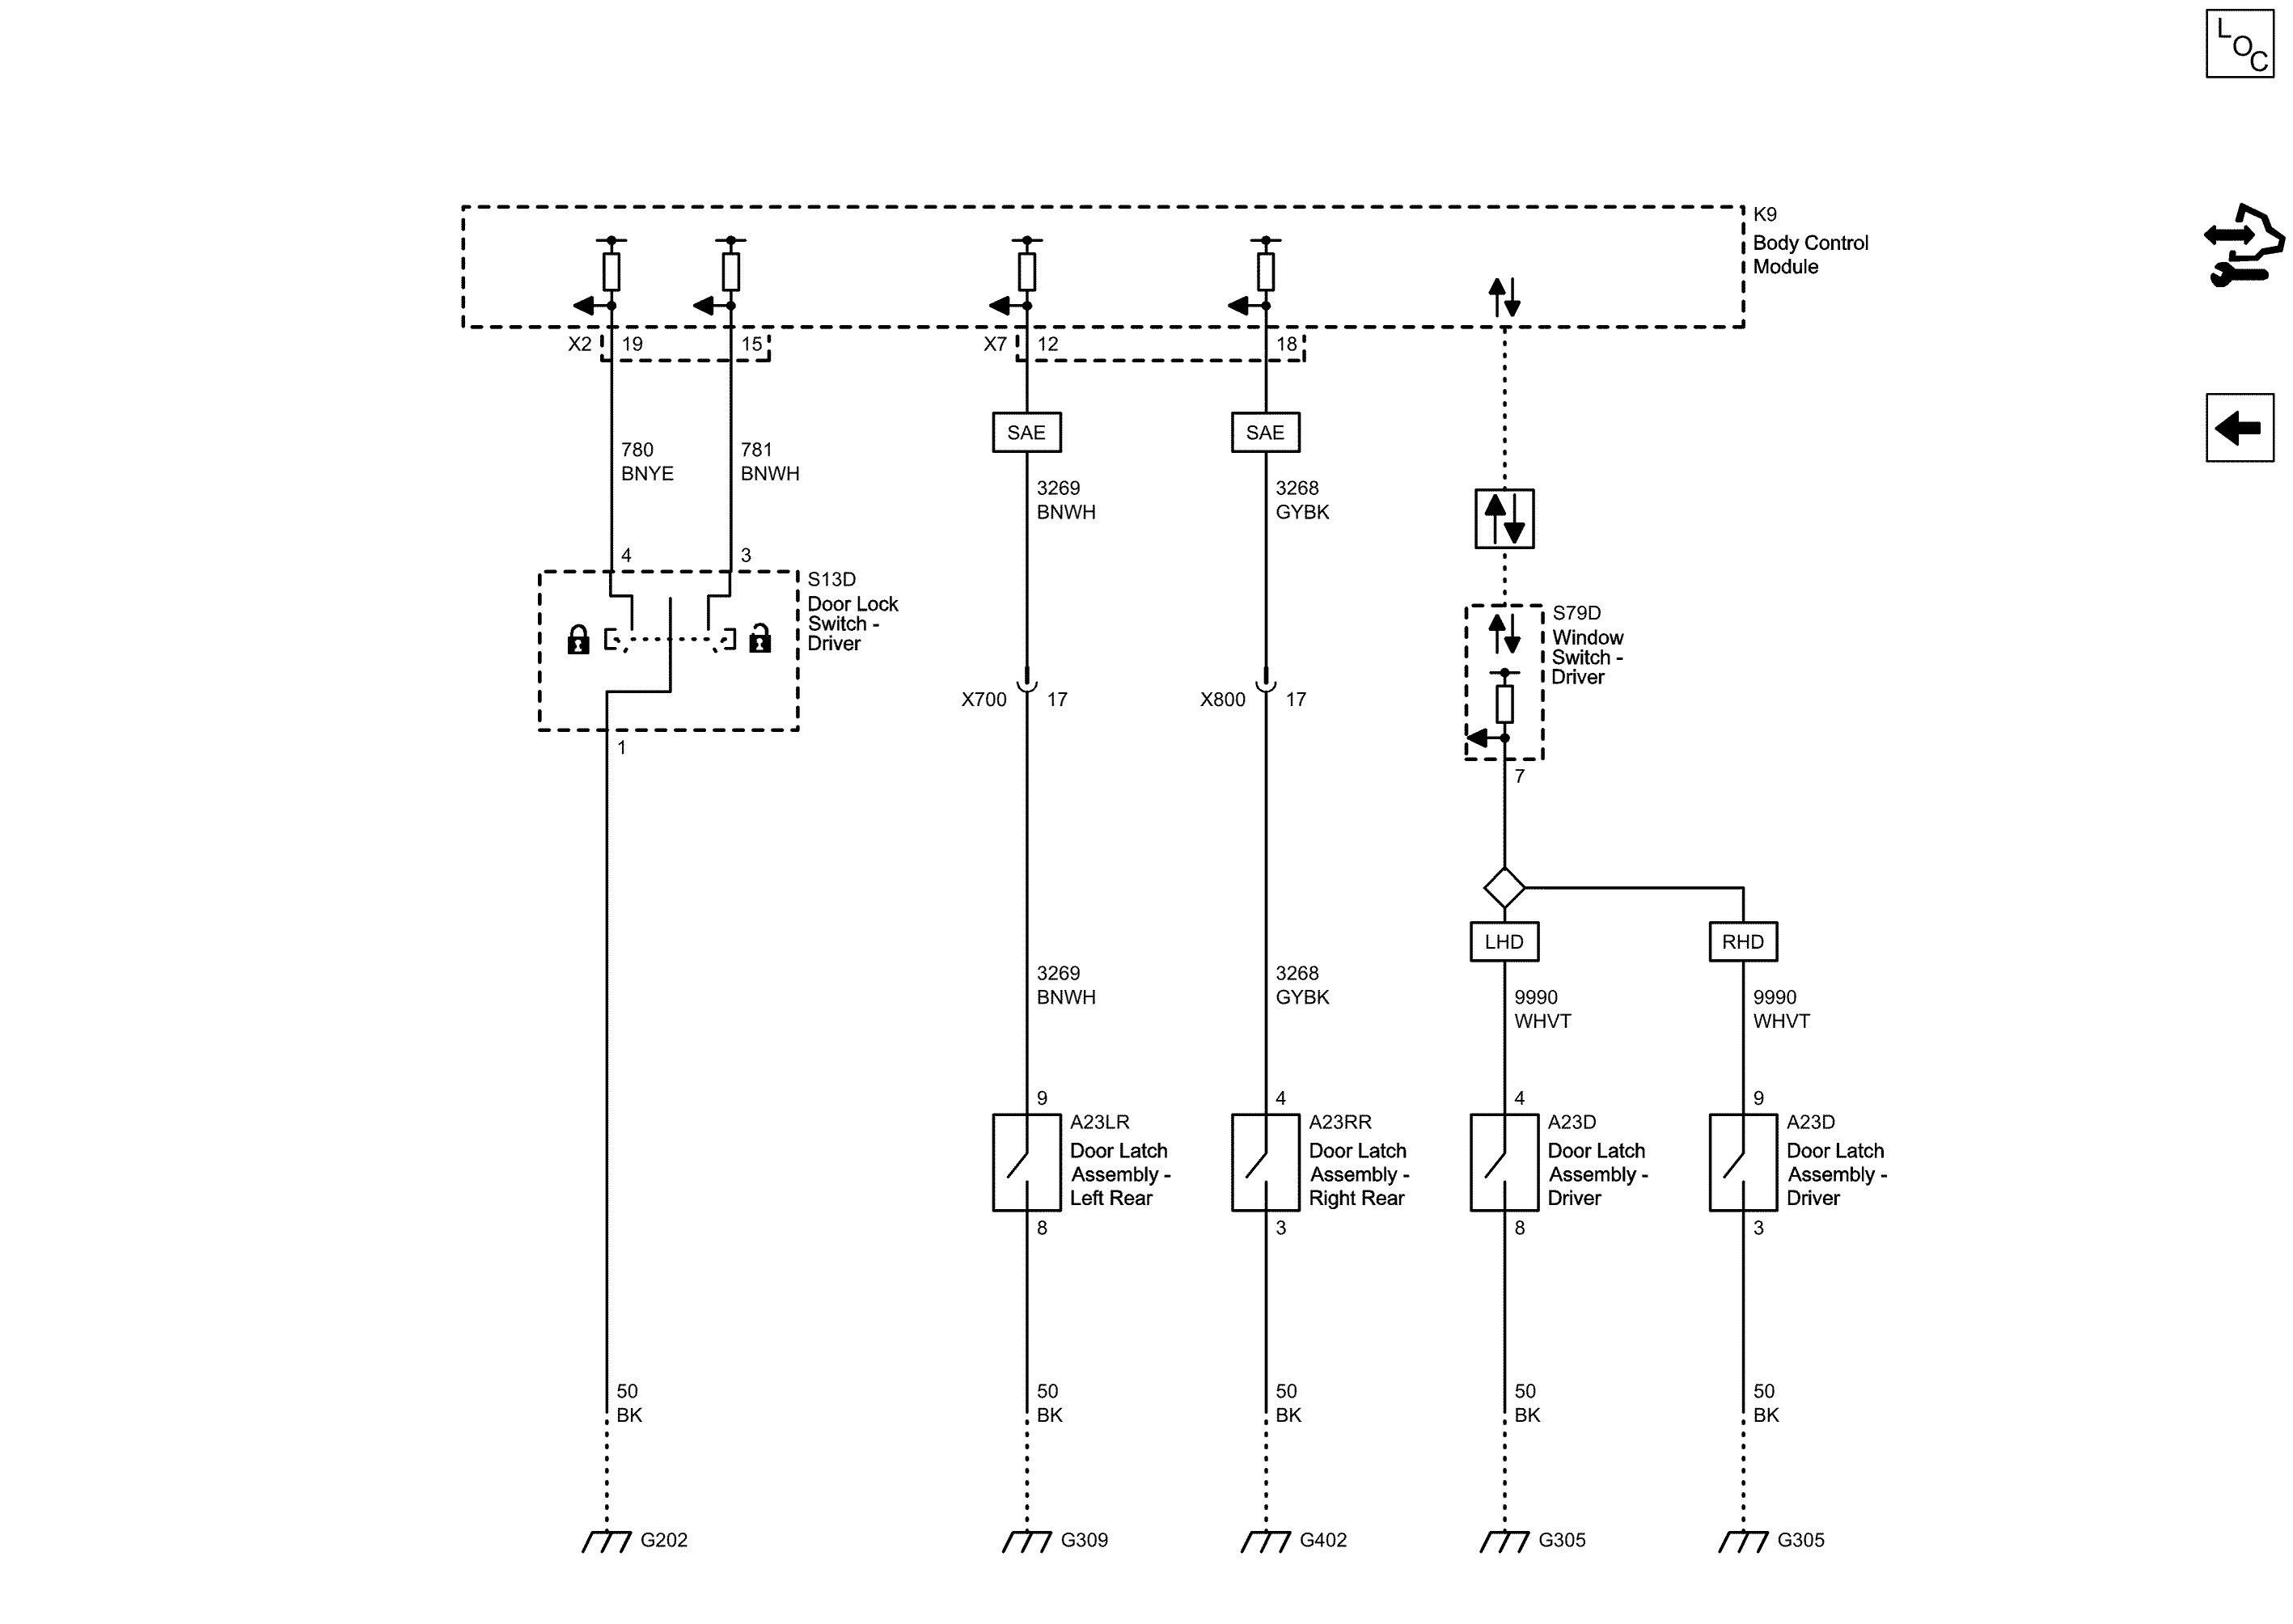 LOC
K9
Body Control
Module
X2 19 15 X7 12 18
SAE SAE
780
BNYE
781
BNWH
3269
BNWH
3268
GYBK
4 3
S13D
Door Lock
Switch -
Driver
1
S79D
Window
Switch -
Driver
7
X700 17 X800 17
LHD RHD
3269
BNWH
3268
GYBK
9990
WHVT
9990
WHVT
9 4 4 9
A23LR
Door Latch
Assembly -
Left Rear
A23RR
Door Latch
Assembly -
Right Rear
A23D
Door Latch
Assembly -
Driver
A23D
Door Latch
Assembly -
Driver
8 3 8 3
50
BK
50
BK
50
BK
50
BK
50
BK
G202 G309 G402 G305 G305